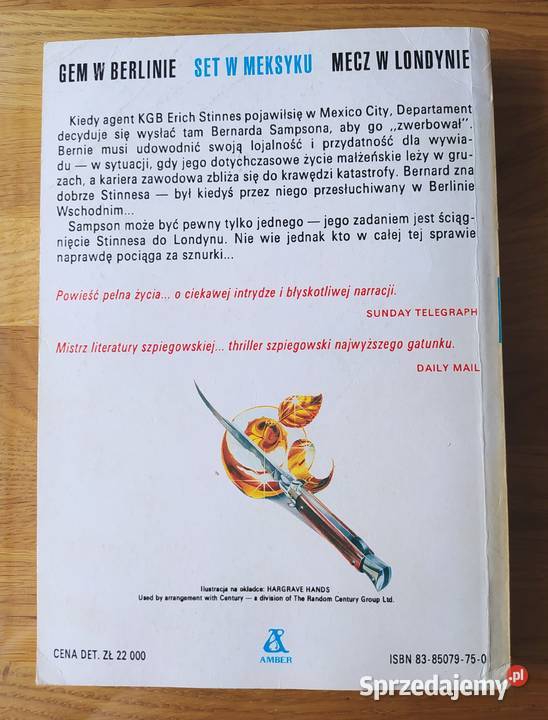 GEM W BERLINIE SET W MEKSYKU MECZ W LONDYNIE
Kiedy agent KGB Erich Stinnes pojawiłsię w Mexico City, Departament
decyduje się wysłać tam Bernarda Sampsona, aby go „zwerbował".
Bernie musi udowodnić swoją lojalność i przydatność dla wywia-
du — w sytuacji, gdy jego dotychczasowe życie małżeńskie leży w gru-
zach, a kariera zawodowa zbliża się do krawędzi katastrofy. Bernard zna
dobrze Stinnesa — był kiedyś przez niego przesłuchiwany w Berlinie
Wschodnim...
Sampson może być pewny tylko jednego — jego zadaniem jest ściąg-
nięcie Stinnesa do Londynu. Nie wie jednak kto w całej tej sprawie
naprawdę pociąga za sznurki...
Powieść pełna życia... o ciekawej intrydze i błyskotliwej narracji.
SUNDAY TELEGRAPH
Mistrz literatury szpiegowskiej... thriller szpiegowski najwyższego gatunku.
DAILY MAIL
Ilustracja na okładce: HARGRAVE HANDS
Used by arrangement with Century — a division of The Random Century Group Ltd.
CENA DET. ZŁ 22 000
AMBER
ISBN 83-85079-75-0
Sprzedajemy.pl